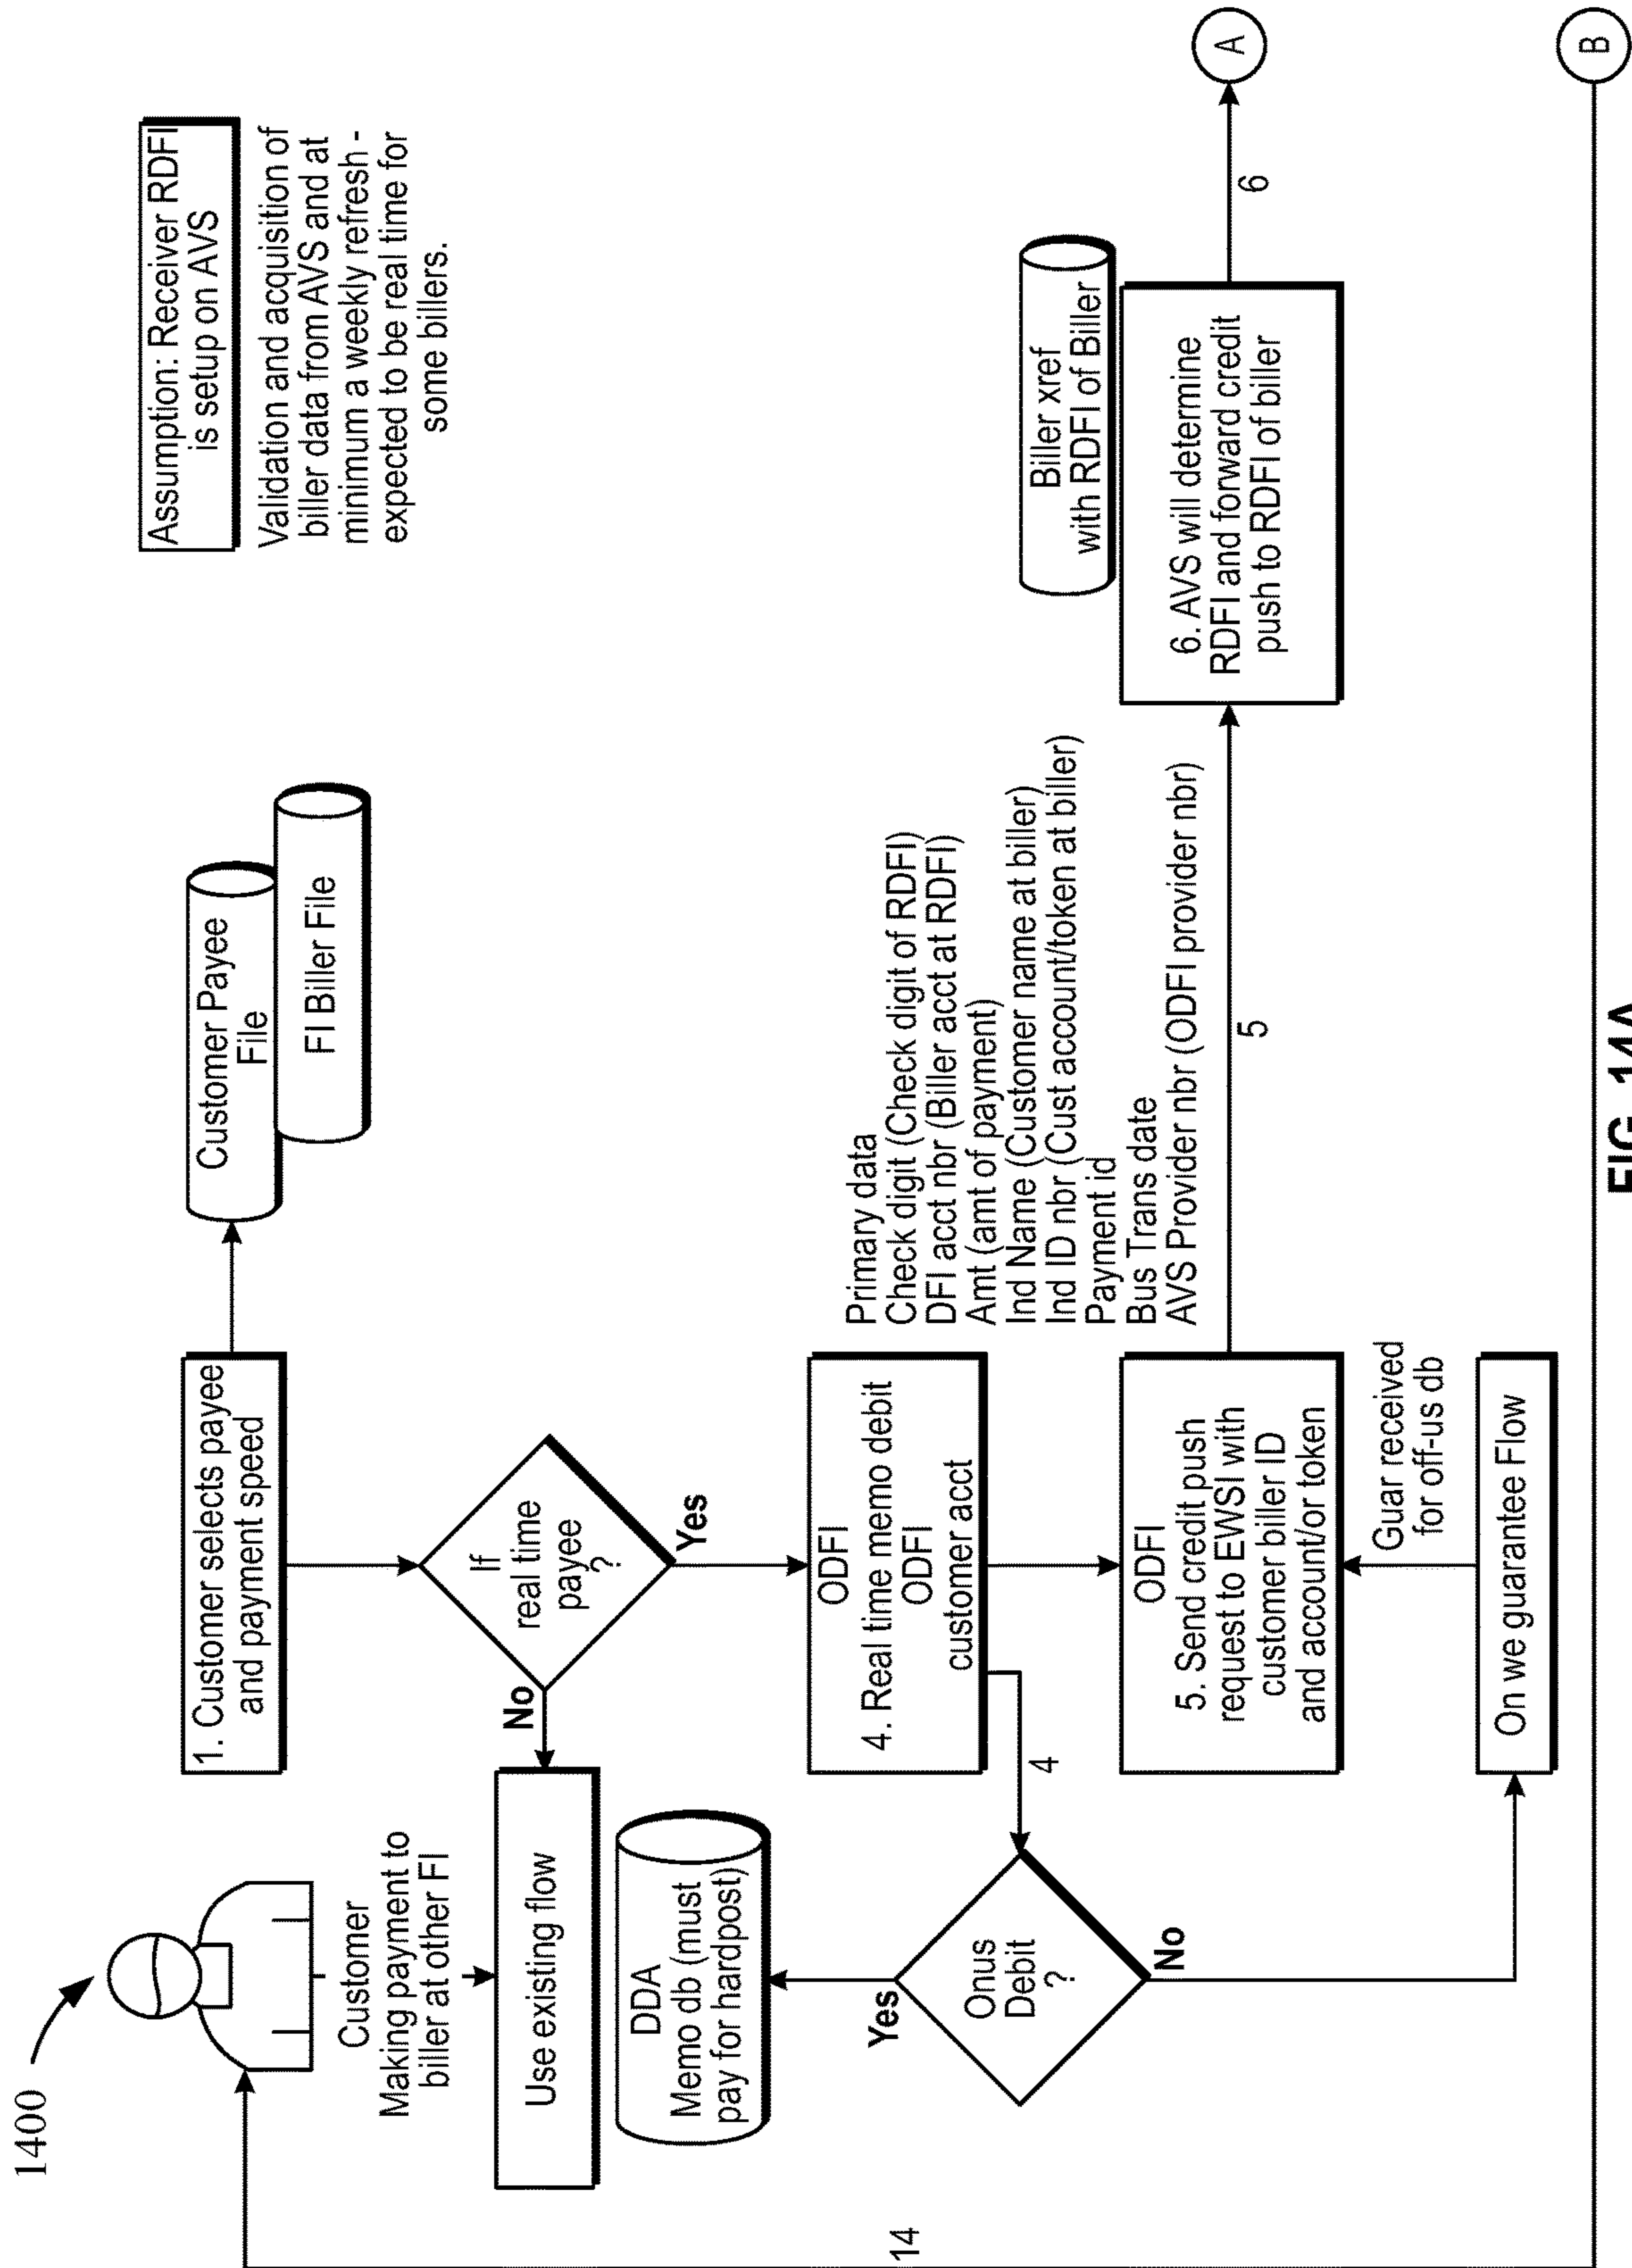 1400
Customer
Making payment to
biller at other FI
1. Customer selects payee
and payment speed
Customer Payee
File
FI Biller File
Assumption: Receiver RDFI
is setup on AVS
Validation and acquisition of
biller data from AVS and at
minimum a weekly refresh -
expected to be real time for
some billers.
If
real time
payee
?
No
Yes
Use existing flow
DDA
Memo db (must
pay for hardpost)
ODFI
4. Real time memo debit
ODFI
customer acct
4
Onus
Debit
?
Yes
No
Primary data
Check digit (Check digit of RDFI)
DFI acct nbr (Biller acct at RDFI)
Amt (amt of payment)
Ind Name (Customer name at biller)
Ind ID nbr (Cust account/token at biller)
Payment id
Bus Trans date
AVS Provider nbr (ODFI provider nbr)
ODFI
5. Send credit push
request to EWSI with
customer biller ID
and account/or token
5
Guar received
for off-us db
On we guarantee Flow
Biller xref
with RDFI of Biller
6. AVS will determine
RDFI and forward credit
push to RDFI of biller
6
A
14
B
FIG. 14A